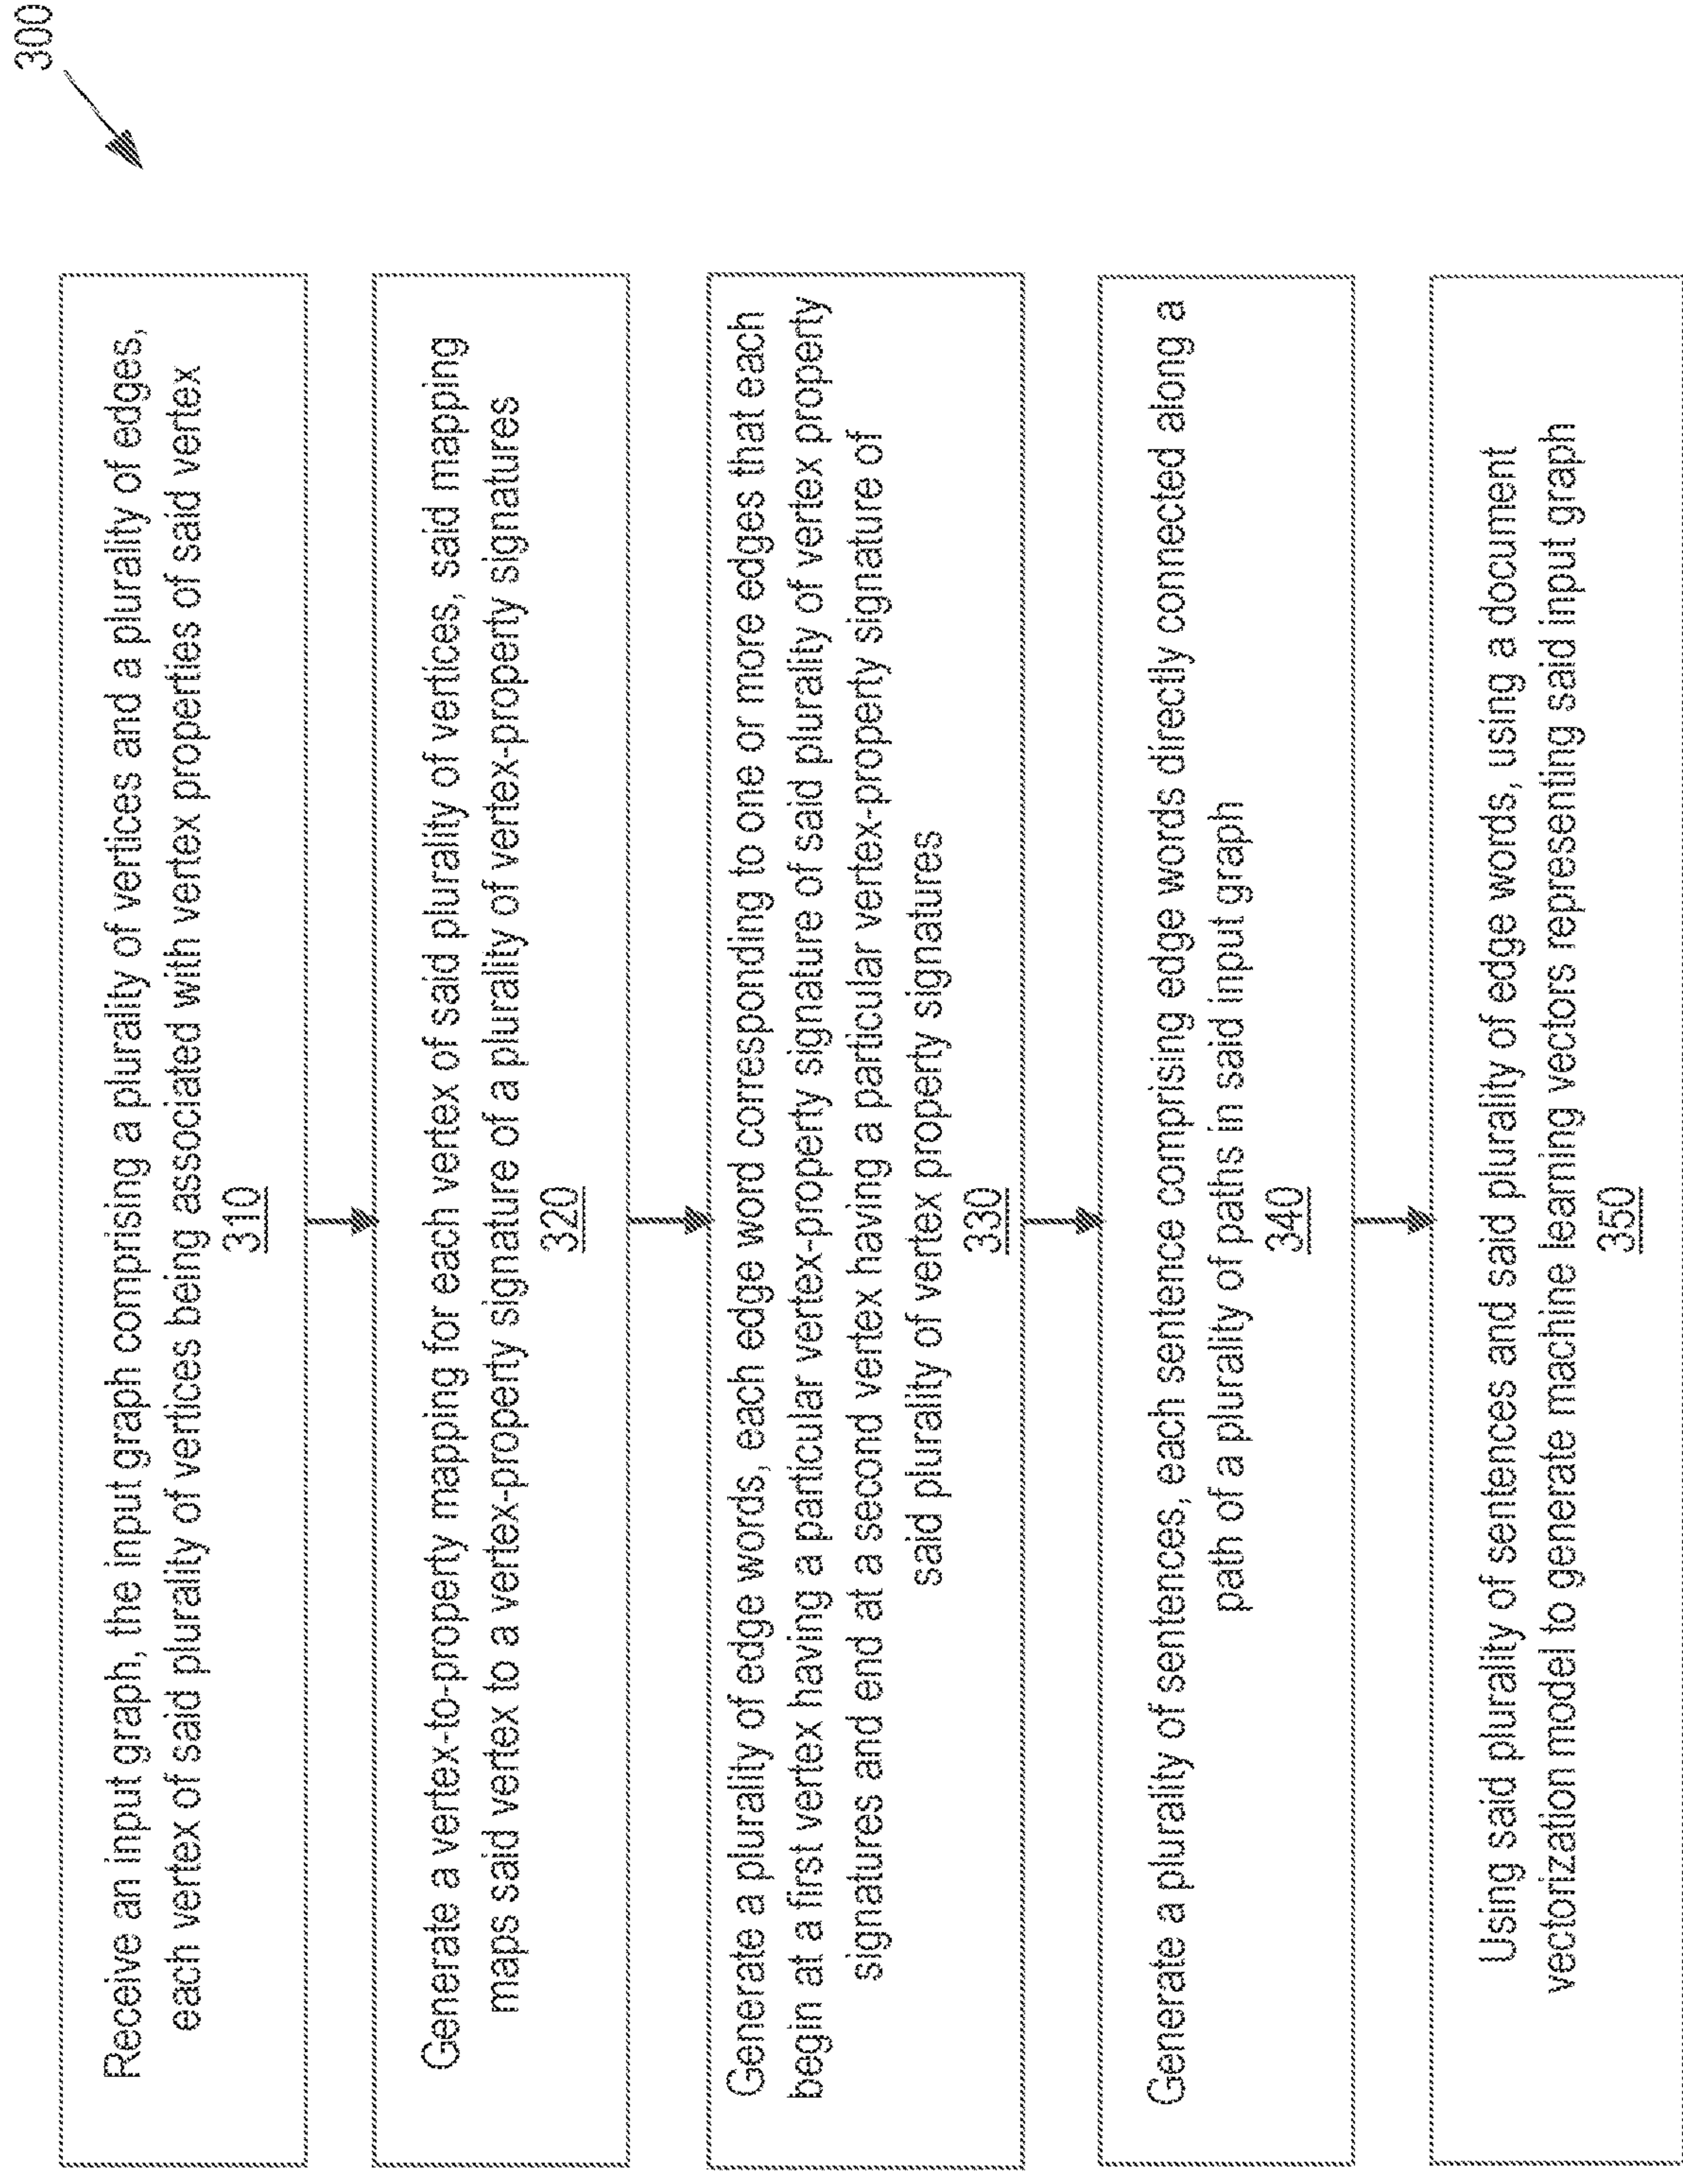 300
Receive an input graph, the input graph comprising a plurality of vertices and a plurality of edges,
each vertex of said plurality of vertices being associated with vertex properties of said vertex
310
Generate a vertex-to-property mapping for each vertex of said plurality of vertices, said mapping
maps said vertex to a vertex-property signature of a plurality of vertex-property signatures
320
Generate a plurality of edge words, each edge word corresponding to one or more edges that each
begin at a first vertex having a particular vertex-property signature of said plurality of vertex property
signatures and end at a second vertex having a particular vertex-property signature of
said plurality of vertex property signatures
330
Generate a plurality of sentences, each sentence comprising edge words directly connected along a
path of a plurality of paths in said input graph
340
Using said plurality of sentences and said plurality of edge words, using a document
vectorization model to generate machine learning vectors representing said input graph
350